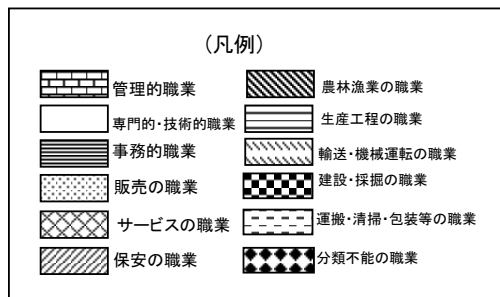 (凡例)
管理的職業
専門的・技術的職業
事務的職業
販売の職業
サービスの職業
保安の職業
農林漁業の職業
生産工程の職業
輸送・機械運転の職業
建設・採掘の職業
運搬・清掃・包装等の職業
分類不能の職業